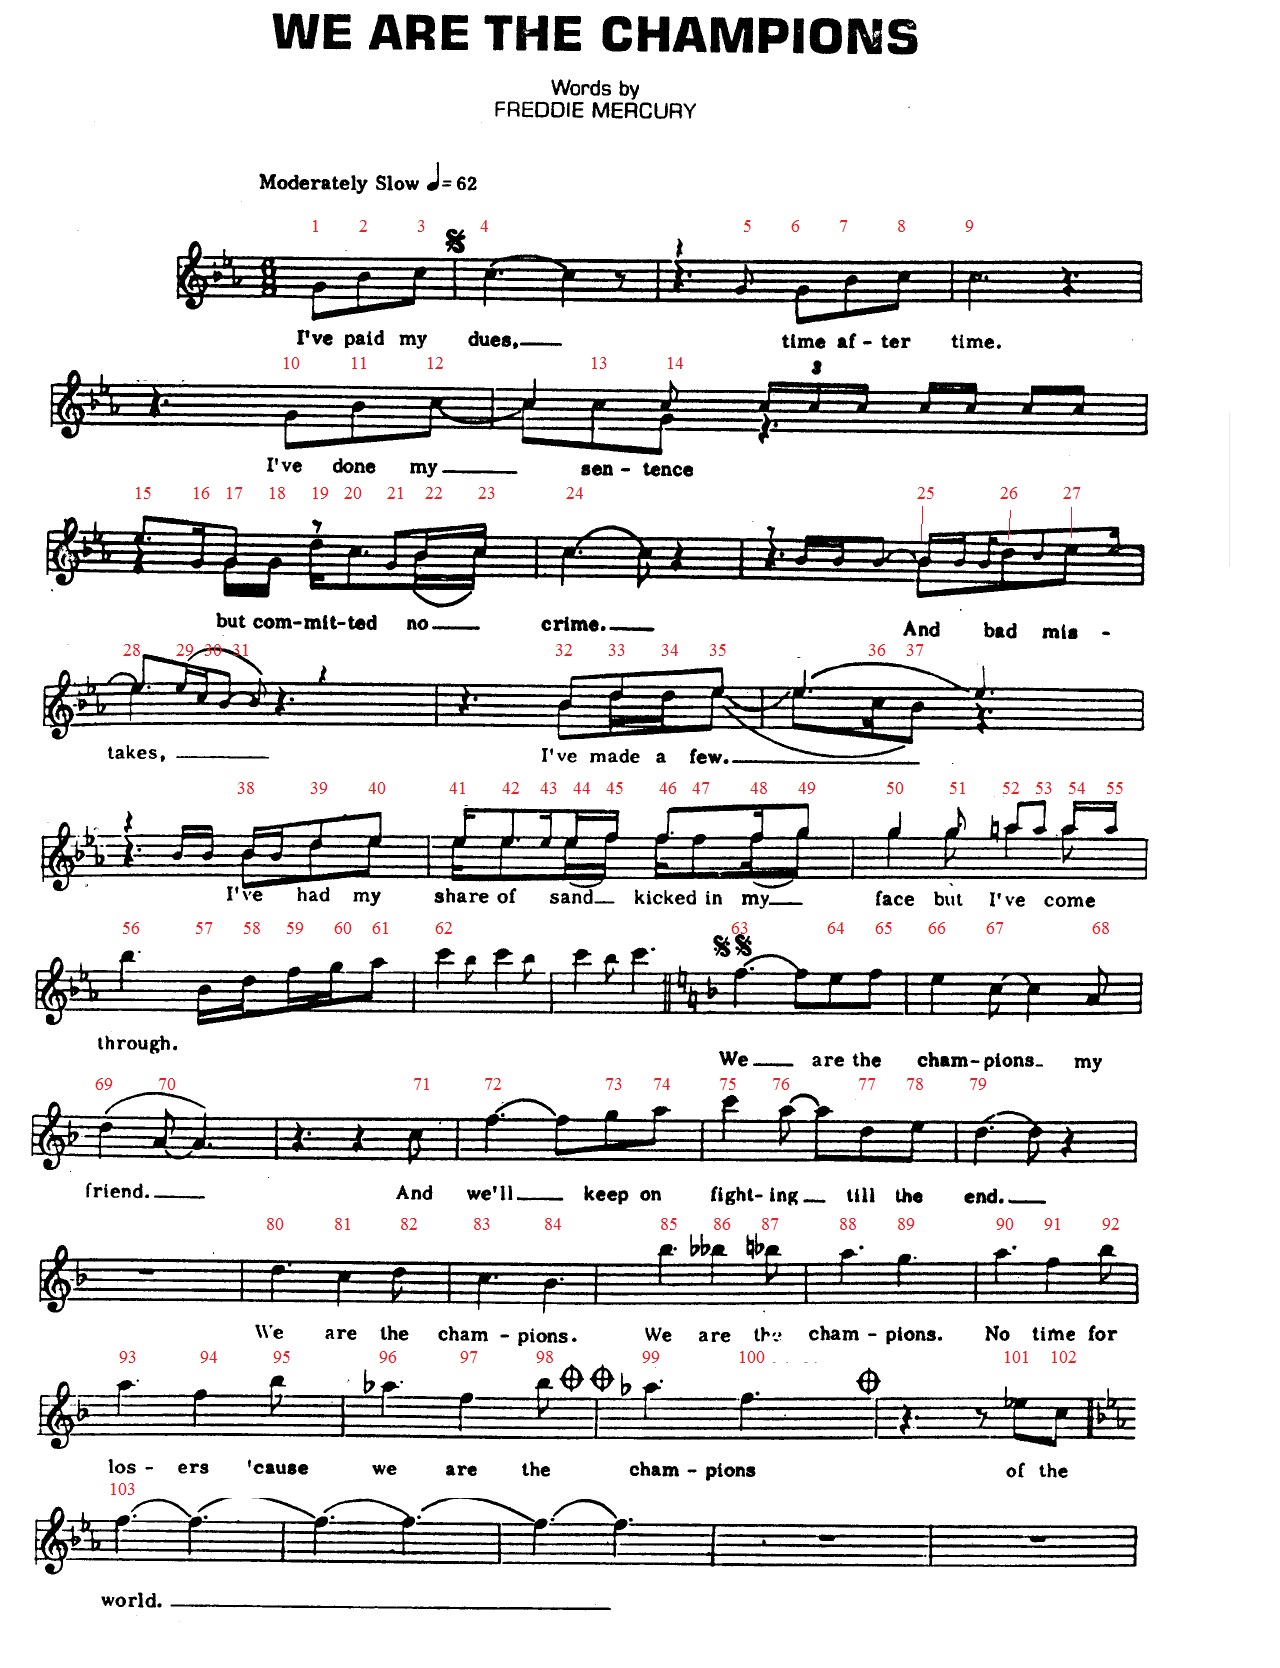 WE ARE THE CHAMPIONS
Words by
FREDDIE MERCURY
Moderately Slow ♩= 62
1 2 3 4 5 6 7 8 9
I've paid my dues, time af - ter time.
10 11 12 13 14
3
I've done my sen - tence
15 16 17 18 19 20 21 22 23 24 25 26 27
but com-mit-ted no crime. And bad mis -
28 29 30 31 32 33 34 35 36 37
takes, I've made a few.
38 39 40 41 42 43 44 45 46 47 48 49 50 51 52 53 54 55
I've had my share of sand kicked in my face but I've come
56 57 58 59 60 61 62 63 64 65 66 67 68
through. We are the cham-pions my
69 70 71 72 73 74 75 76 77 78 79
friend. And we'll keep on fight-ing till the end.
80 81 82 83 84 85 86 87 88 89 90 91 92
We are the cham - pions. We are the cham - pions. No time for
93 94 95 96 97 98 99 100 101 102
los - ers 'cause we are the cham - pions of the
103
world.